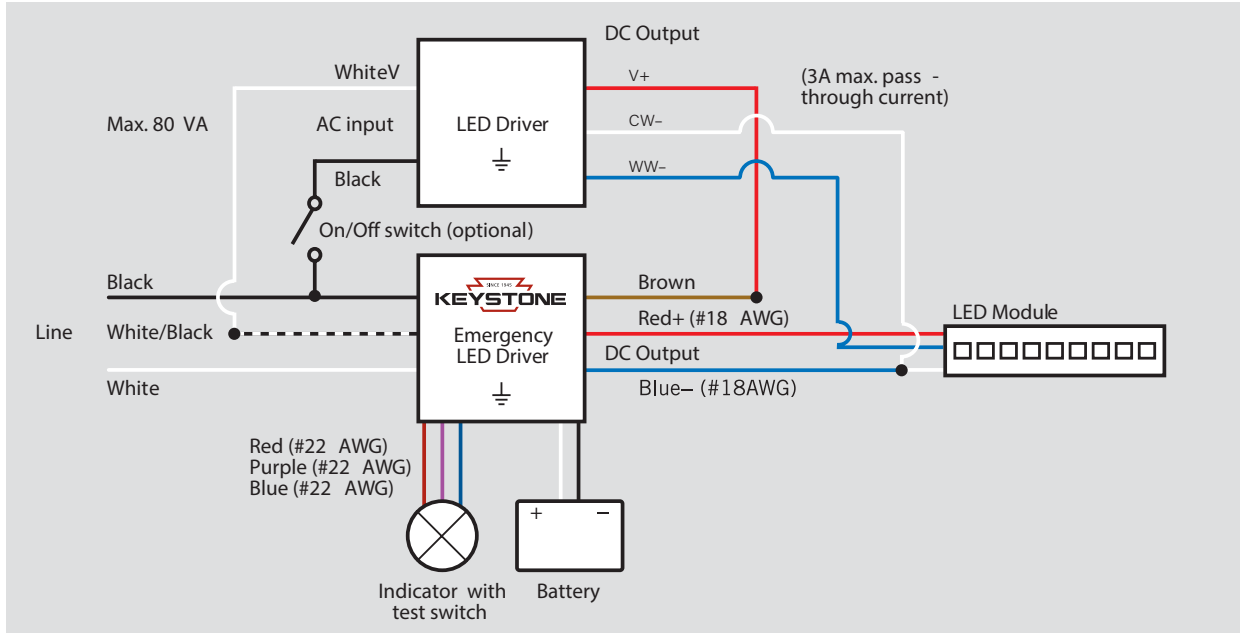 DC Output
WhiteV
V+
(3A max. pass -
through current)
Max. 80 VA
AC input
LED Driver
CW–
WW–
Black
On/Off switch (optional)
Black
SINCE 1945
KEYSTONE
Brown
Line
White/Black
Emergency
LED Driver
Red+ (#18 AWG)
LED Module
DC Output
White
Blue– (#18AWG)
Red (#22 AWG)
Purple (#22 AWG)
Blue (#22 AWG)
+ –
Indicator with
test switch
Battery